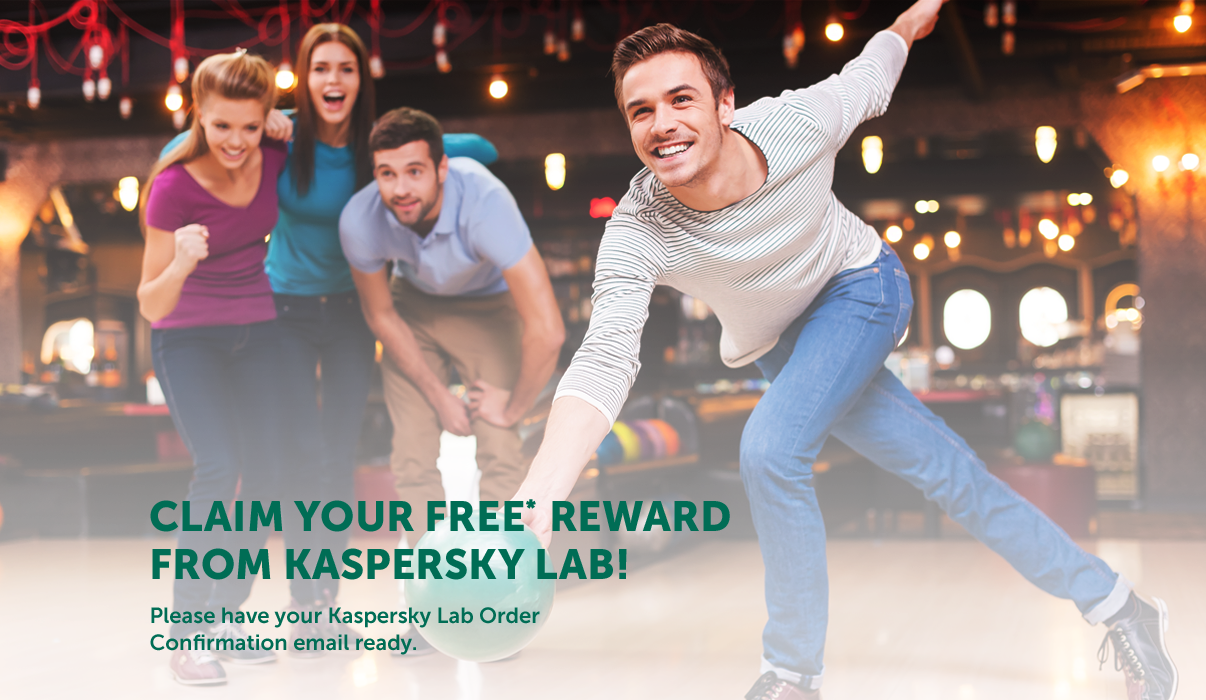 CLAIM YOUR FREE* REWARD
FROM KASPERSKY LAB!
Please have your Kaspersky Lab Order
Confirmation email ready.